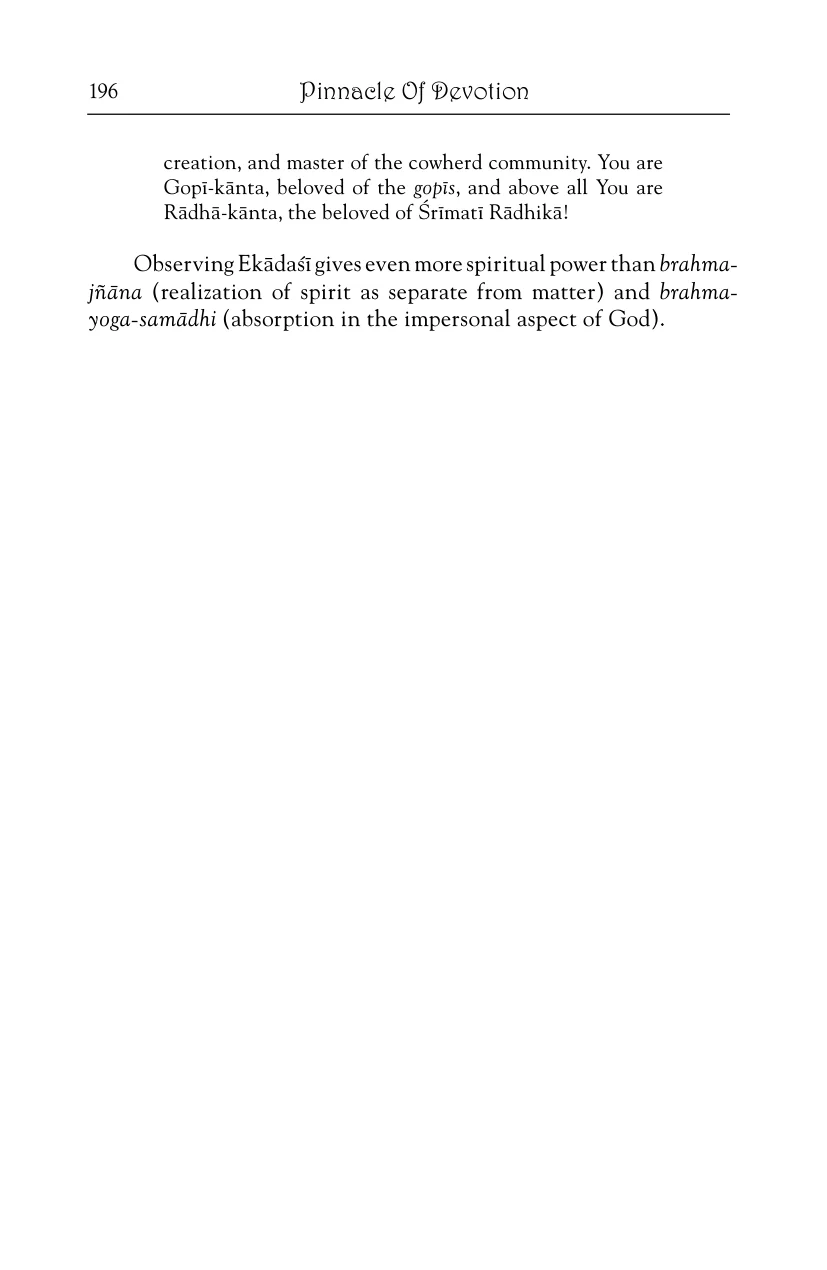 196 Pinnacle Of Devotion
creation, and master of the cowherd community. You are
Gopī-kānta, beloved of the gopīs, and above all You are
Rādhā-kānta, the beloved of Śrīmatī Rādhikā!
Observing Ekādaśī gives even more spiritual power than brahma-
jñāna (realization of spirit as separate from matter) and brahma-
yoga-samādhi (absorption in the impersonal aspect of God).